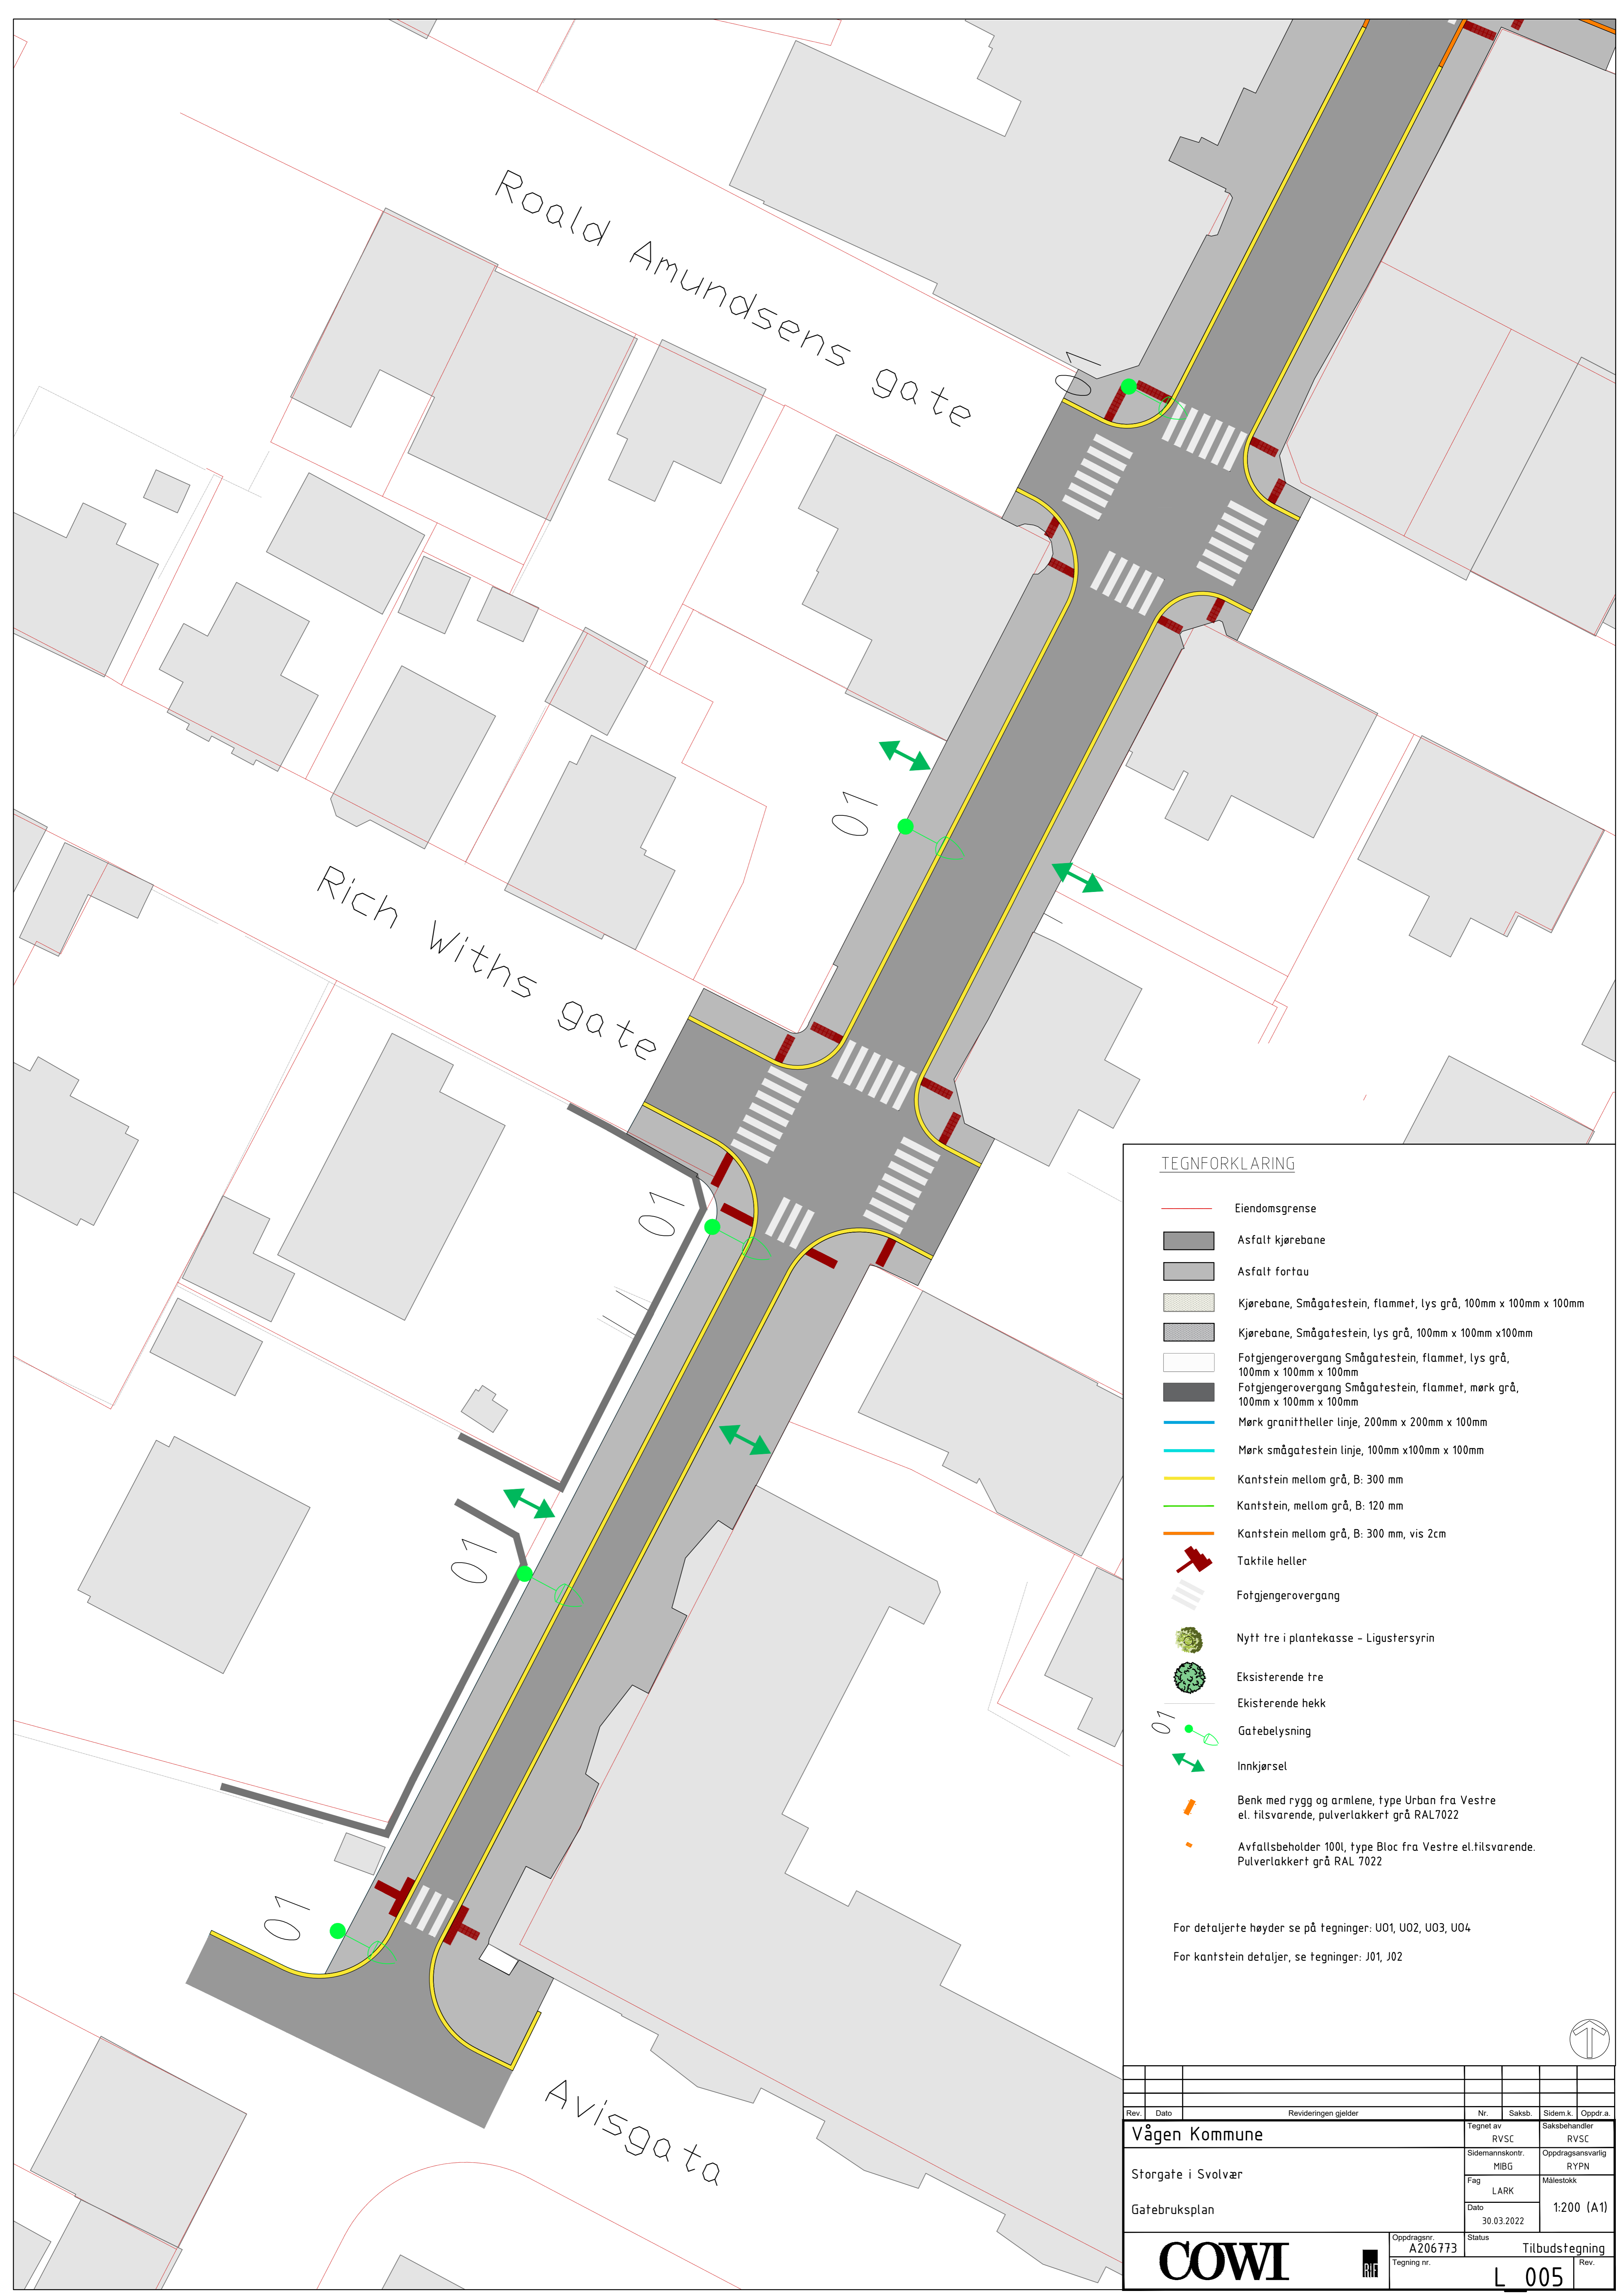 Roald Amundsens gate
01
01
Rich Withs gate
01
01
01
Avisgata
TEGNFORKLARING
Eiendomsgrense
Asfalt kjørebane
Asfalt fortau
Kjørebane, Smågatestein, flammet, lys grå, 100mm x 100mm x 100mm
Kjørebane, Smågatestein, lys grå, 100mm x 100mm x100mm
Fotgjengerovergang Smågatestein, flammet, lys grå,
100mm x 100mm x 100mm
Fotgjengerovergang Smågatestein, flammet, mørk grå,
100mm x 100mm x 100mm
Mørk granittheller linje, 200mm x 200mm x 100mm
Mørk smågatestein linje, 100mm x100mm x 100mm
Kantstein mellom grå, B: 300 mm
Kantstein, mellom grå, B: 120 mm
Kantstein mellom grå, B: 300 mm, vis 2cm
Taktile heller
Fotgjengerovergang
Nytt tre i plantekasse - Ligustersyrin
Eksisterende tre
Ekisterende hekk
01
Gatebelysning
Innkjørsel
Benk med rygg og armlene, type Urban fra Vestre
el. tilsvarende, pulverlakkert grå RAL7022
Avfallsbeholder 100l, type Bloc fra Vestre el.tilsvarende.
Pulverlakkert grå RAL 7022
For detaljerte høyder se på tegninger: U01, U02, U03, U04
For kantstein detaljer, se tegninger: J01, J02
Rev. Dato Revideringen gjelder Nr. Saksb. Sidem.k. Oppdr.a.
Vågen Kommune
Tegnet av
RVSC
Saksbehandler
RVSC
Storgate i Svolvær
Sidemannskontr.
MIBG
Oppdragsansvarlig
RYPN
Gatebruksplan
Fag
LARK
Målestokk
1:200 (A1)
Dato
30.03.2022
COWI
RIF
Oppdragsnr.
A206773
Status
Tilbudstegning
Tegning nr.
L_005
Rev.